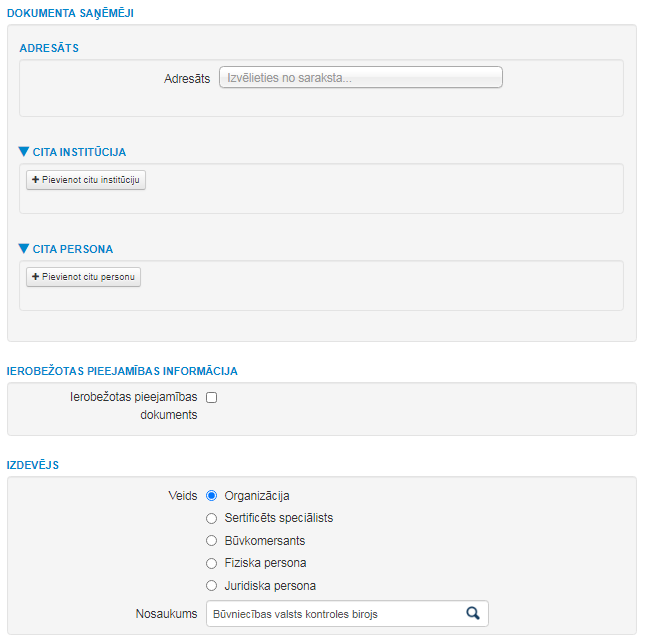 DOKUMENTA SAŅĒMĒJI
ADRESĀTS
Adresāts Izvēlieties no saraksta...
CITA INSTITŪCIJA
+ Pievienot citu institūciju
CITA PERSONA
+ Pievienot citu personu
IEROBEŽOTAS PIEEJAMĪBAS INFORMĀCIJA
Ierobežotas pieejamības
dokuments
IZDEVĒJS
Veids Organizācija
Sertificēts speciālists
Būvkomersants
Fiziska persona
Juridiska persona
Nosaukums Būvniecības valsts kontroles birojs